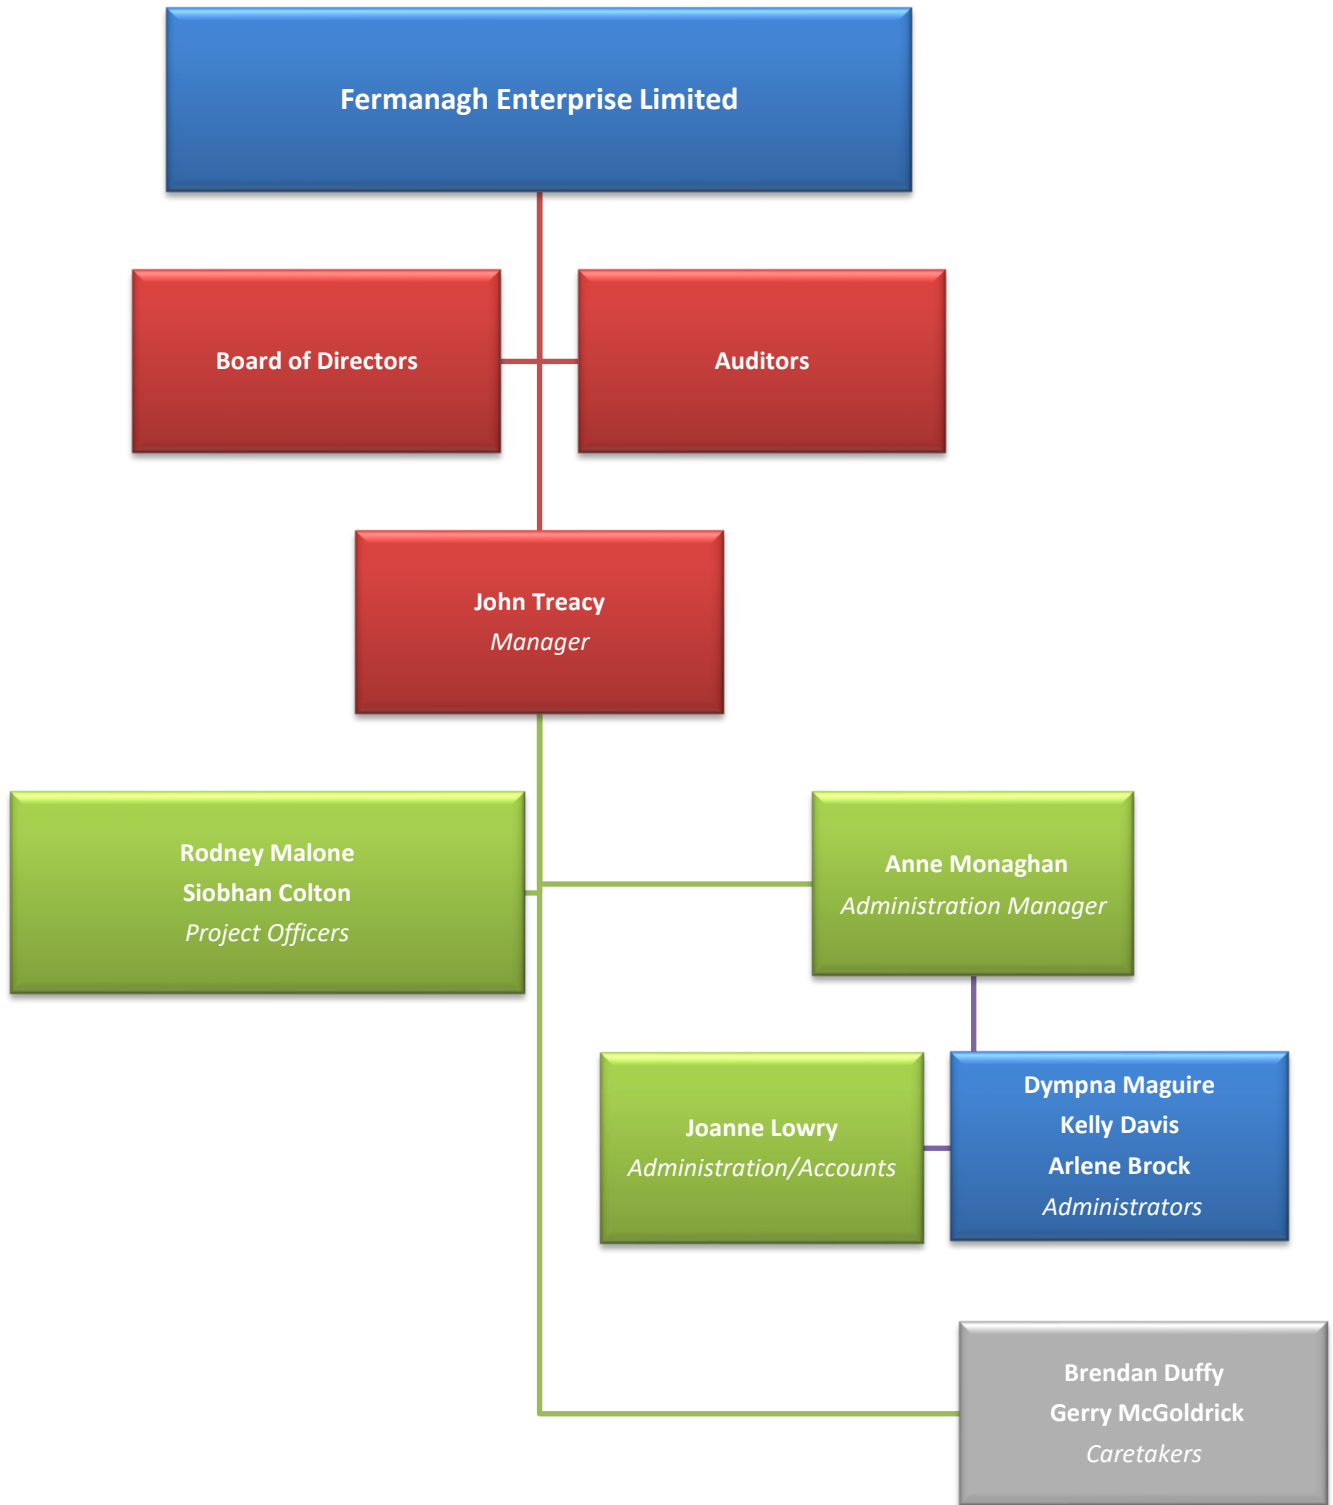 Fermanagh Enterprise Limited
Board of Directors
Auditors
John Treacy
Manager
Rodney Malone
Siobhan Colton
Project Officers
Anne Monaghan
Administration Manager
Joanne Lowry
Administration/Accounts
Dympna Maguire
Kelly Davis
Arlene Brock
Administrators
Brendan Duffy
Gerry McGoldrick
Caretakers